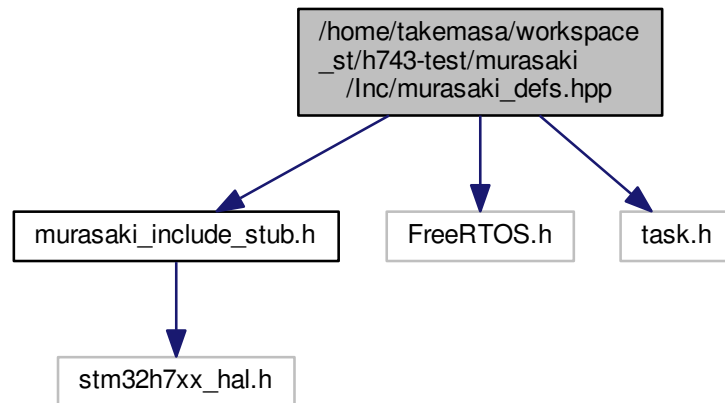 /home/takemasa/workspace
_st/h743-test/murasaki
/Inc/murasaki_defs.hpp
murasaki_include_stub.h
FreeRTOS.h
task.h
stm32h7xx_hal.h